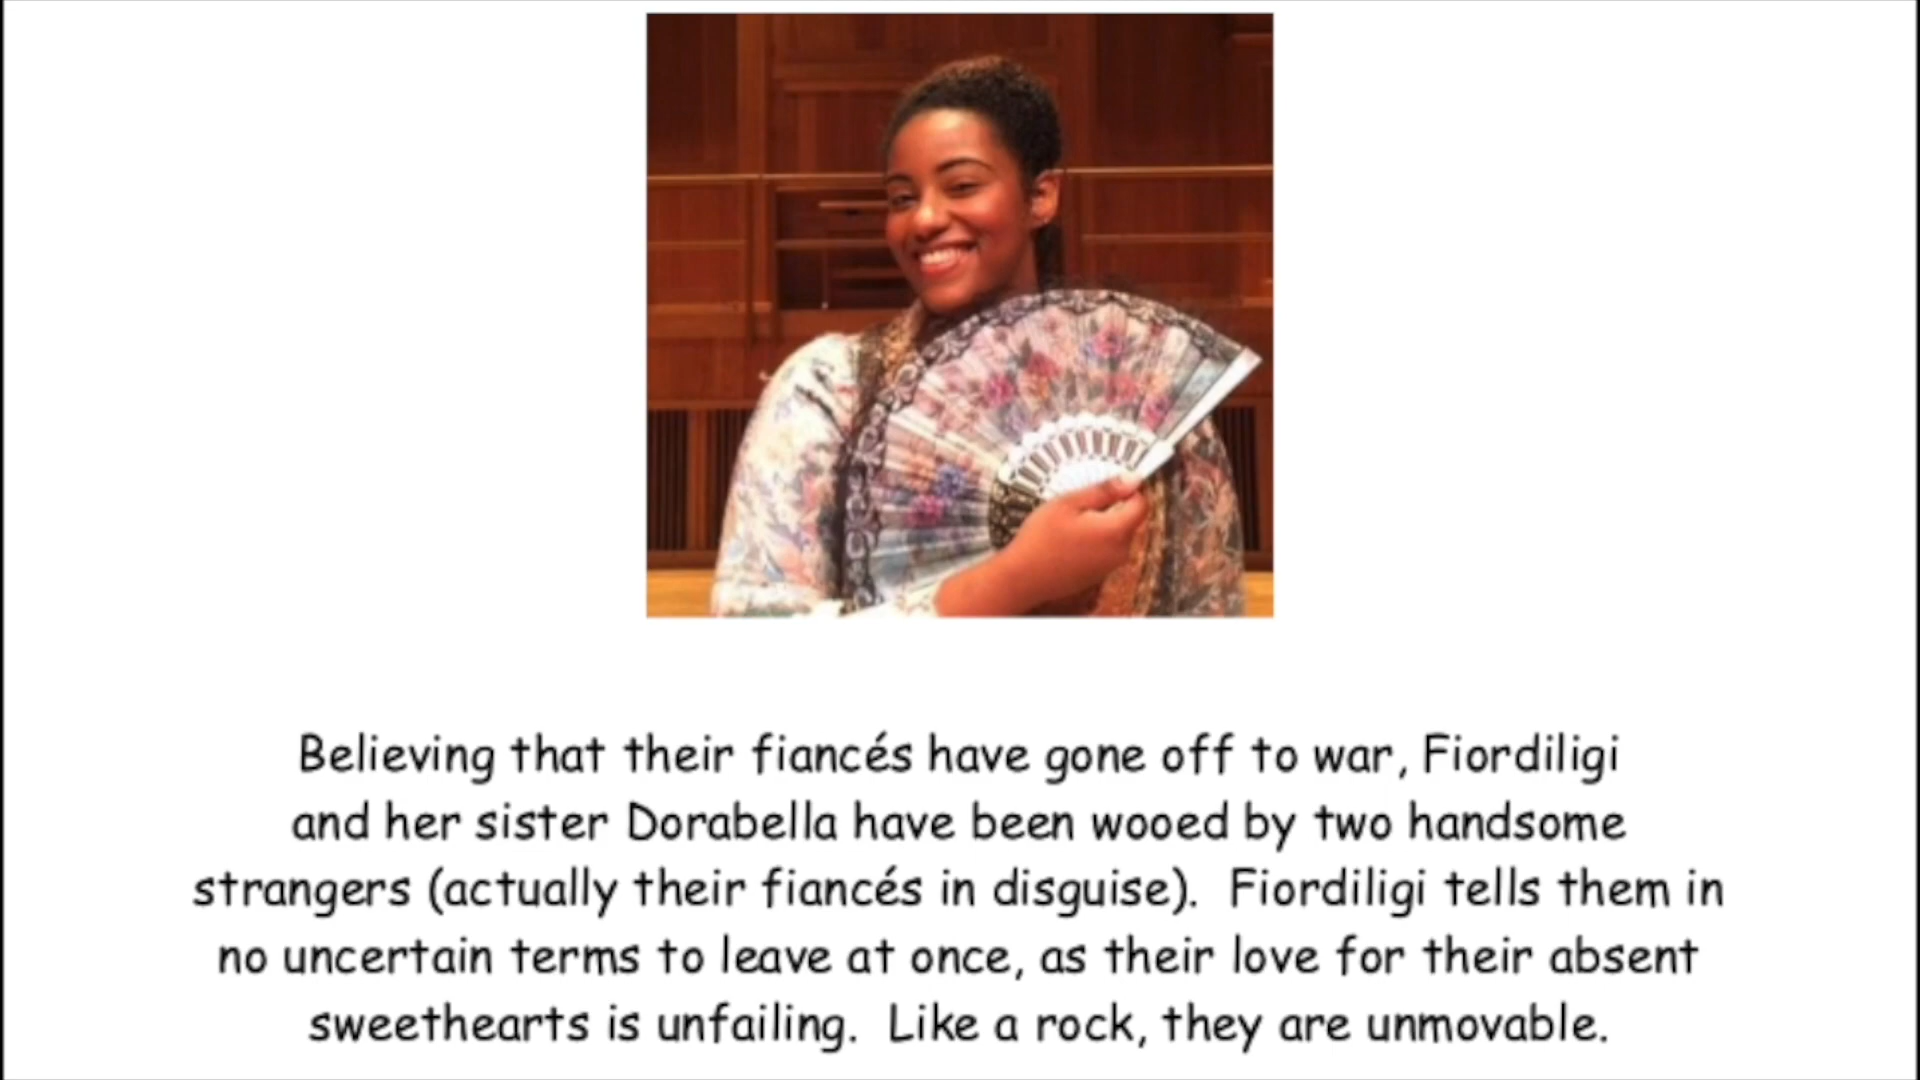 Believing that their fiancés have gone off to war, Fiordiligi
and her sister Dorabella have been wooed by two handsome
strangers (actually their fiancés in disguise).  Fiordiligi tells them in
no uncertain terms to leave at once, as their love for their absent
sweethearts is unfailing.  Like a rock, they are unmovable.